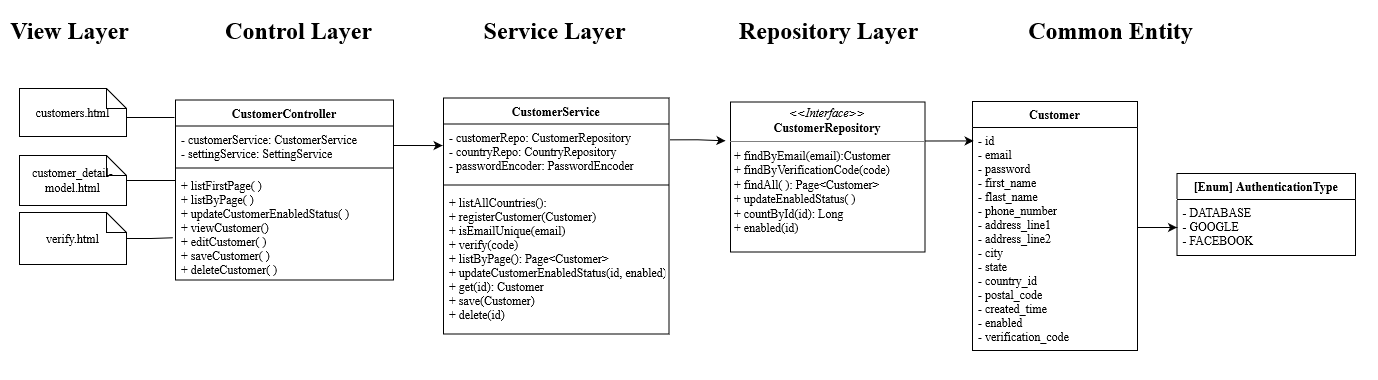 View Layer
Control Layer
Service Layer
Repository Layer
Common Entity
customers.html
customer_detail-
model.html
verify.html
CustomerController
- customerService: CustomerService
- settingService: SettingService
+ listFirstPage( )
+ listByPage( )
+ updateCustomerEnabledStatus( )
+ viewCustomer()
+ editCustomer( )
+ saveCustomer( )
+ deleteCustomer( )
CustomerService
- customerRepo: CustomerRepository
- countryRepo: CountryRepository
- passwordEncoder: PasswordEncoder
+ listAllCountries():
+ registerCustomer(Customer)
+ isEmailUnique(email)
+ verify(code)
+ listByPage(): Page<Customer>
+ updateCustomerEnabledStatus(id, enabled)
+ get(id): Customer
+ save(Customer)
+ delete(id)
<<Interface>>
CustomerRepository
+ findByEmail(email):Customer
+ findByVerificationCode(code)
+ findAll( ): Page<Customer>
+ updateEnabledStatus( )
+ countById(id): Long
+ enabled(id)
Customer
- id
- email
- password
- first_name
- flast_name
- phone_number
- address_line1
- address_line2
- city
- state
- country_id
- postal_code
- created_time
- enabled
- verification_code
[Enum] AuthenticationType
- DATABASE
- GOOGLE
- FACEBOOK